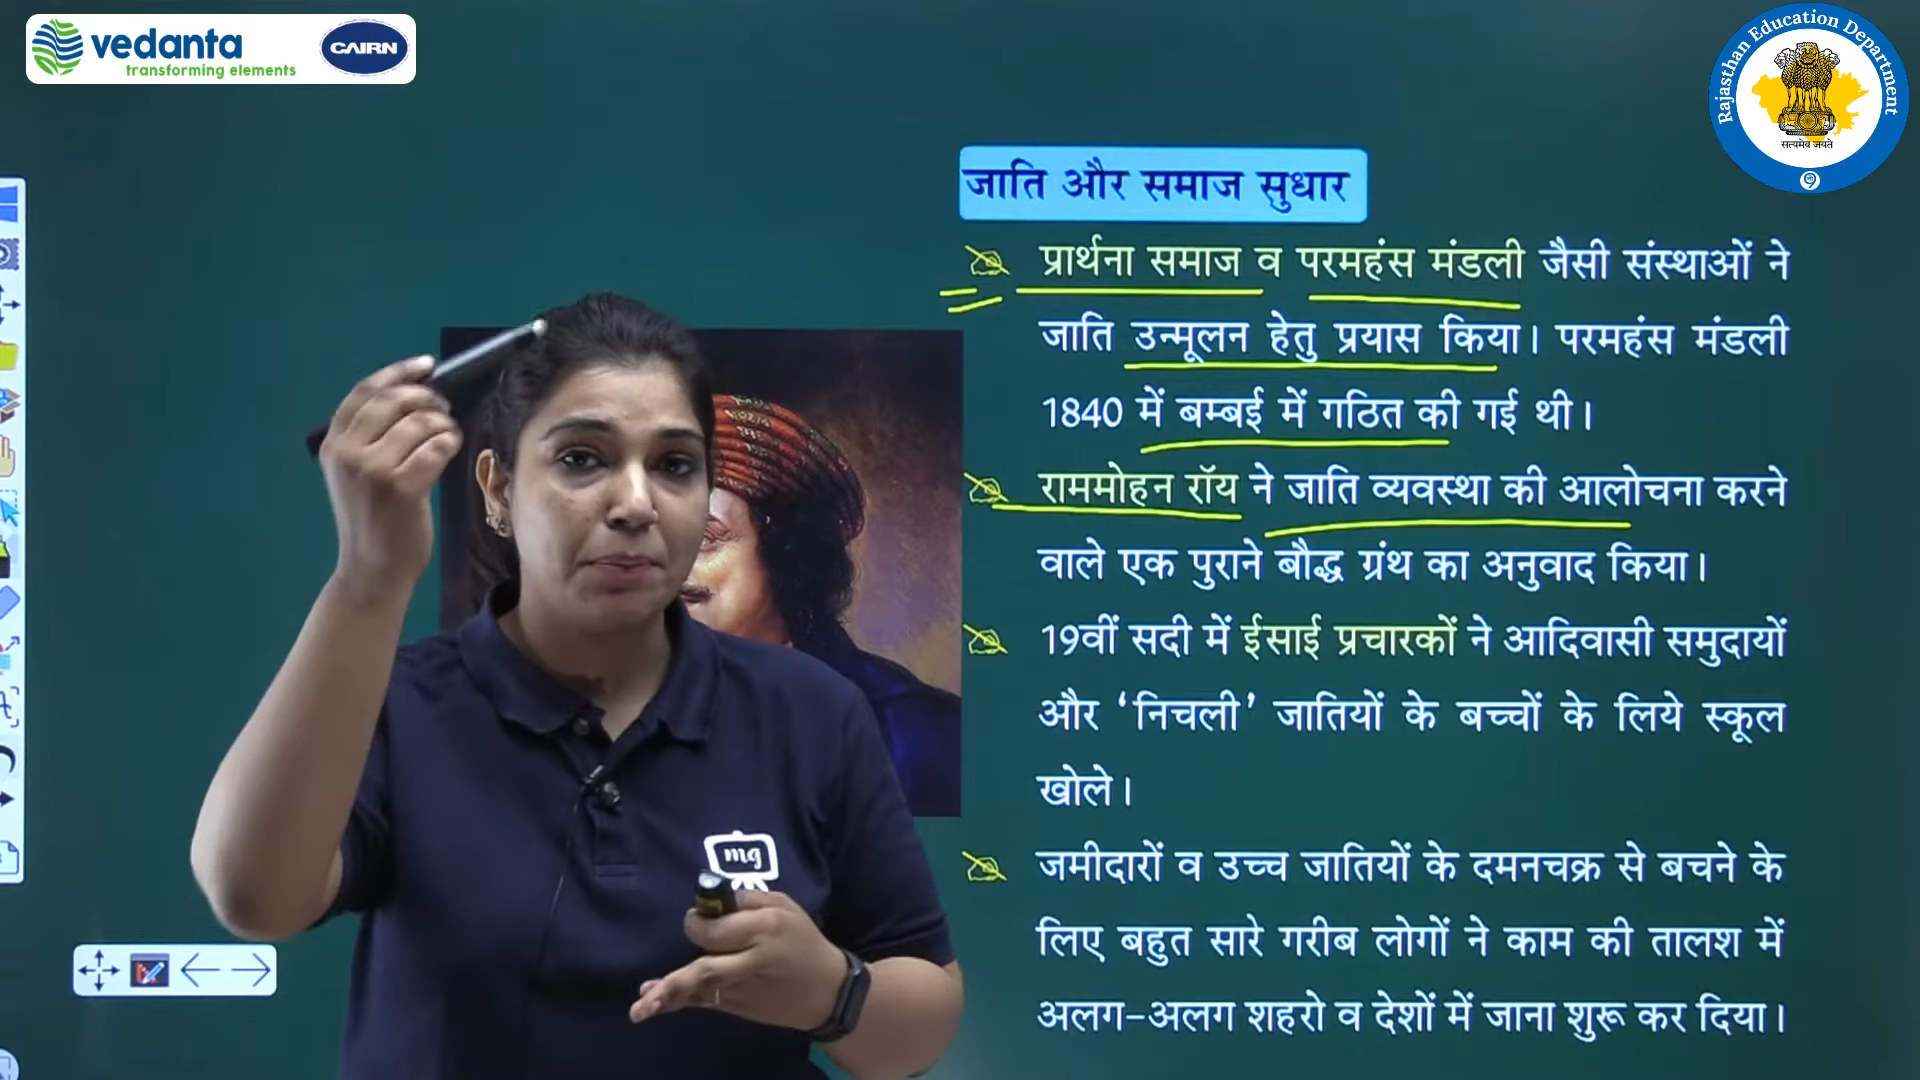 vedanta
transforming elements
CAIRN
Rajasthan Education Department
सत्यमेव जयते
जाति और समाज सुधार
प्रार्थना समाज व परमहंस मंडली जैसी संस्थाओं ने
जाति उन्मूलन हेतु प्रयास किया। परमहंस मंडली
1840 में बम्बई में गठित की गई थी।
राममोहन रॉय ने जाति व्यवस्था की आलोचना करने
वाले एक पुराने बौद्ध ग्रंथ का अनुवाद किया।
19वीं सदी में ईसाई प्रचारकों ने आदिवासी समुदायों
और ‘निचली’ जातियों के बच्चों के लिये स्कूल
खोले।
जमीदारों व उच्च जातियों के दमनचक्र से बचने के
लिए बहुत सारे गरीब लोगों ने काम की तालश में
अलग-अलग शहरो व देशों में जाना शुरू कर दिया।
mg